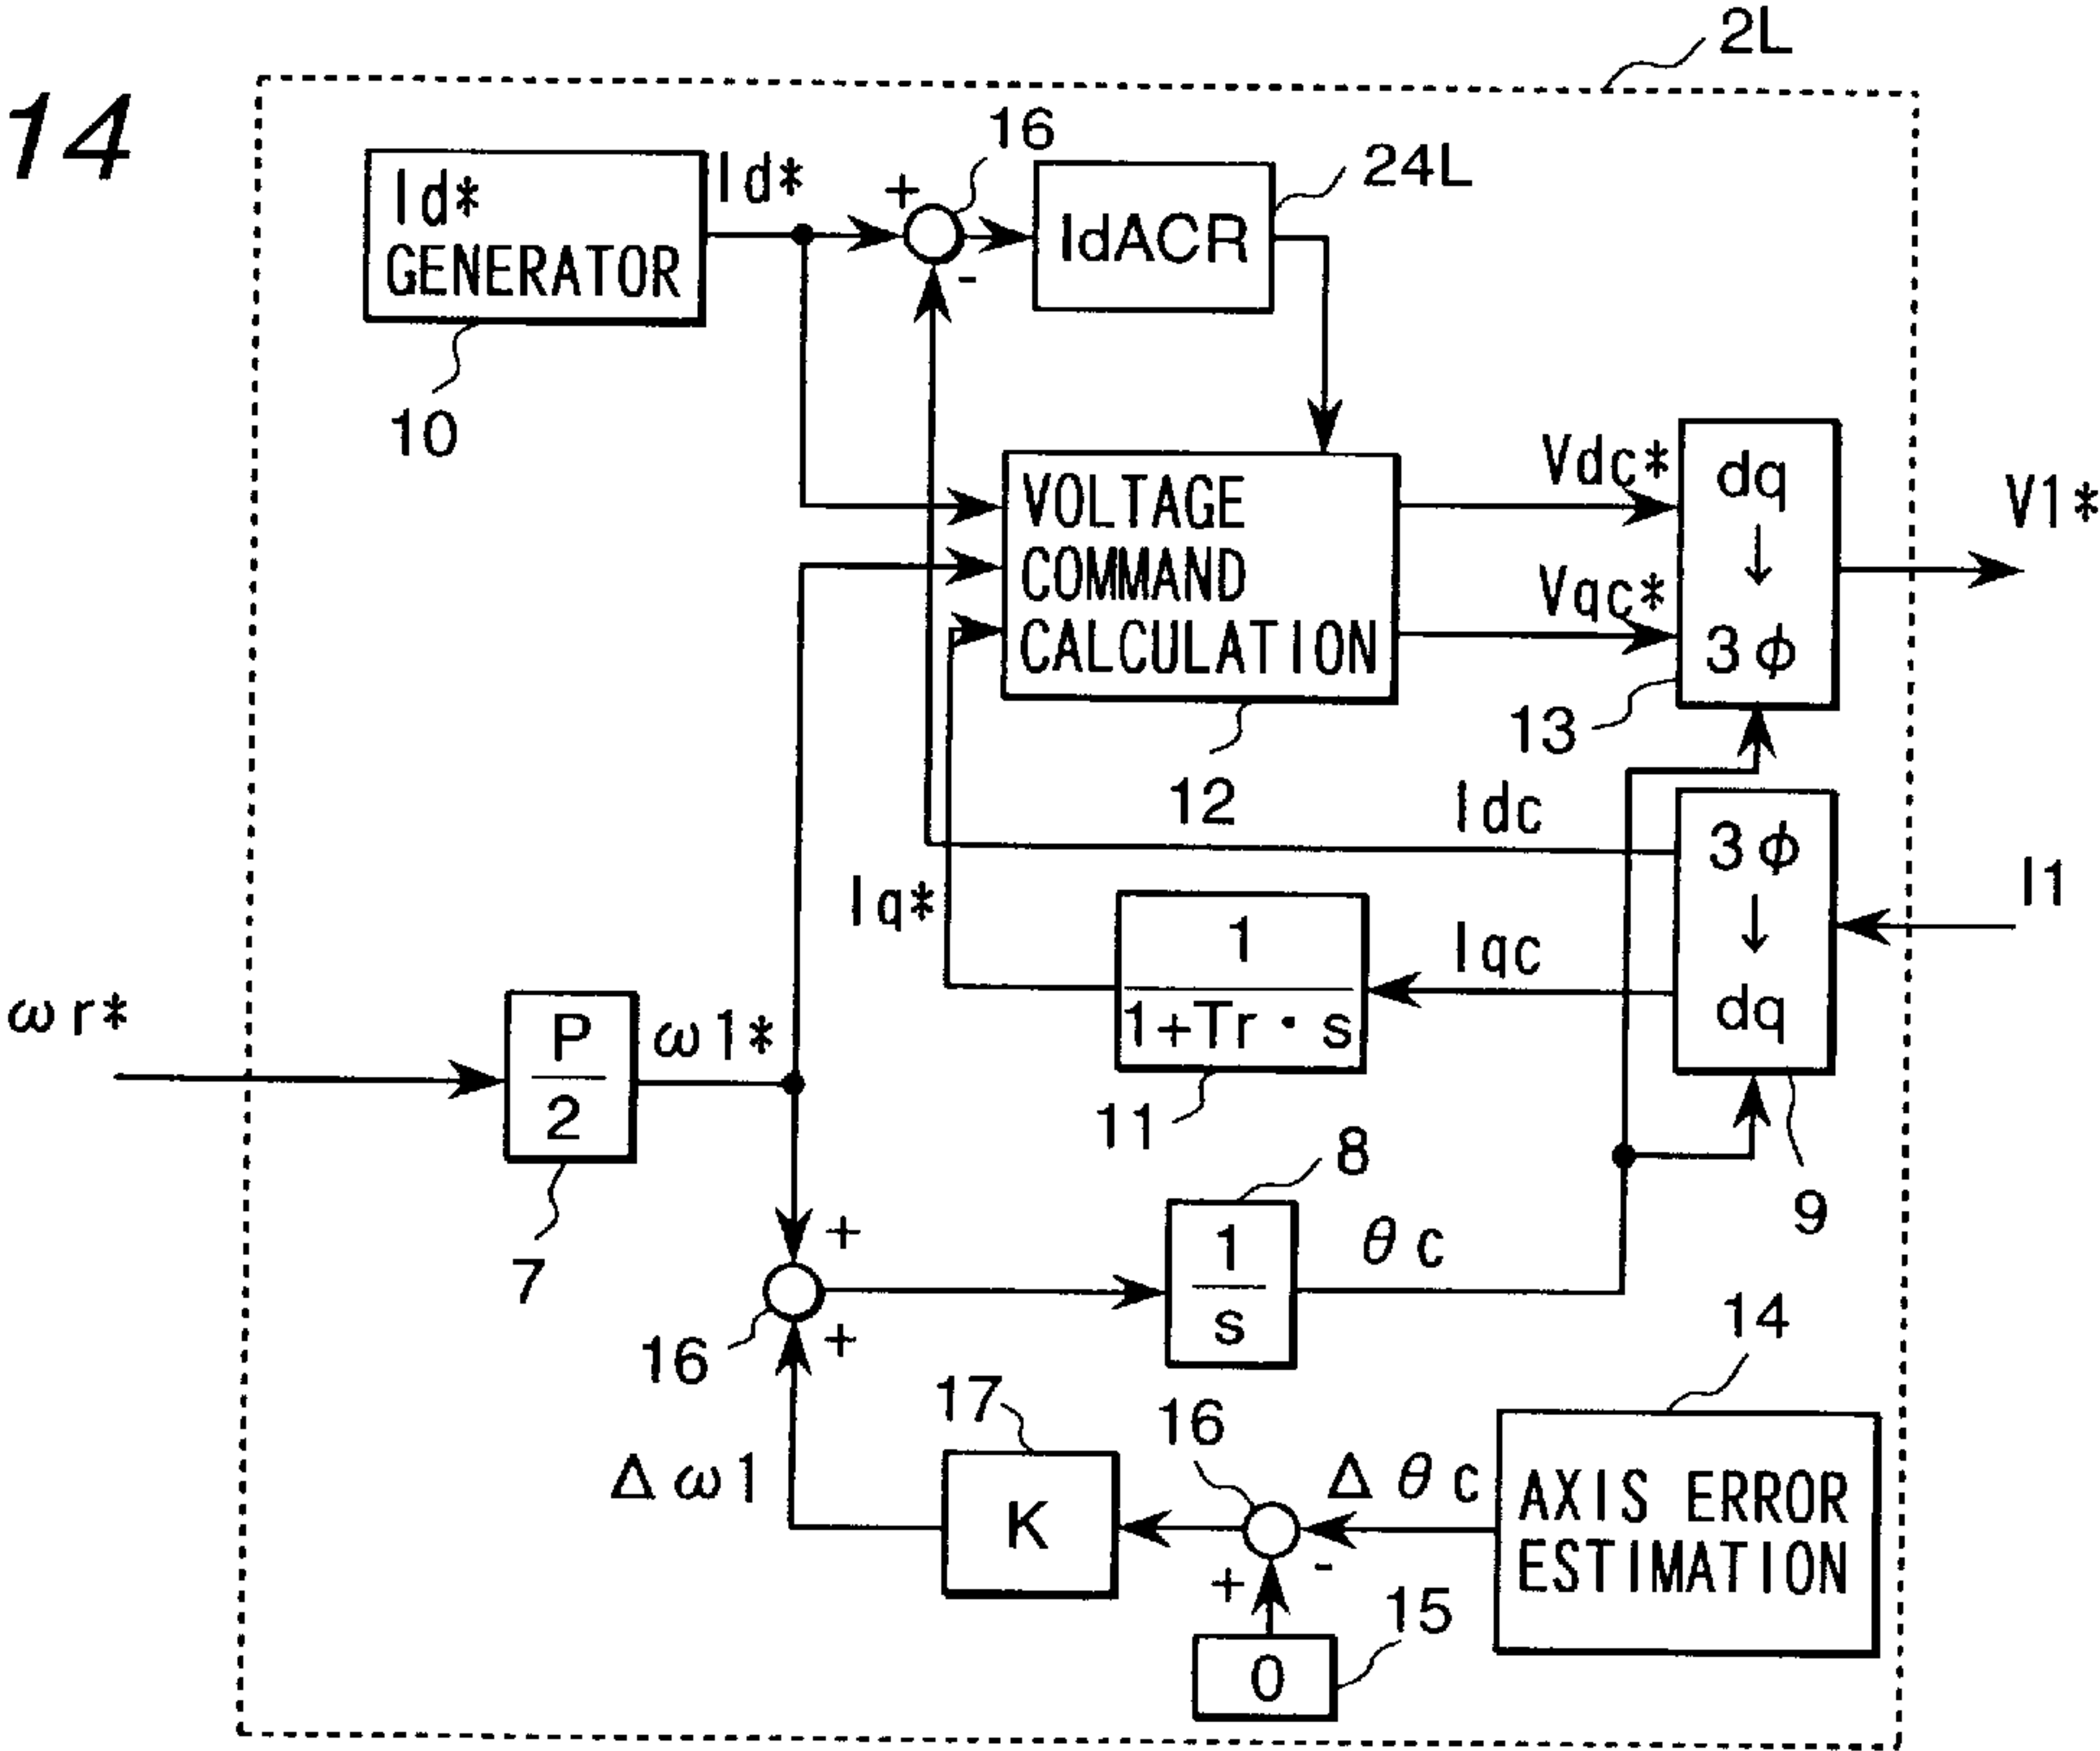 14
2L
16
Id*
GENERATOR
Id*
+
-
IdACR
24L
10
VOLTAGE
COMMAND
CALCULATION
12
Vdc*
Vqc*
dq
↓
3φ
13
V1*
Idc
Iq*
1
1+Tr・s
11
Iqc
3φ
↓
dq
9
I1
ωr*
P
2
7
ω1*
+
16
+
8
1
s
θc
14
17
Δω1
K
16
Δθc
AXIS ERROR
ESTIMATION
+
-
15
0